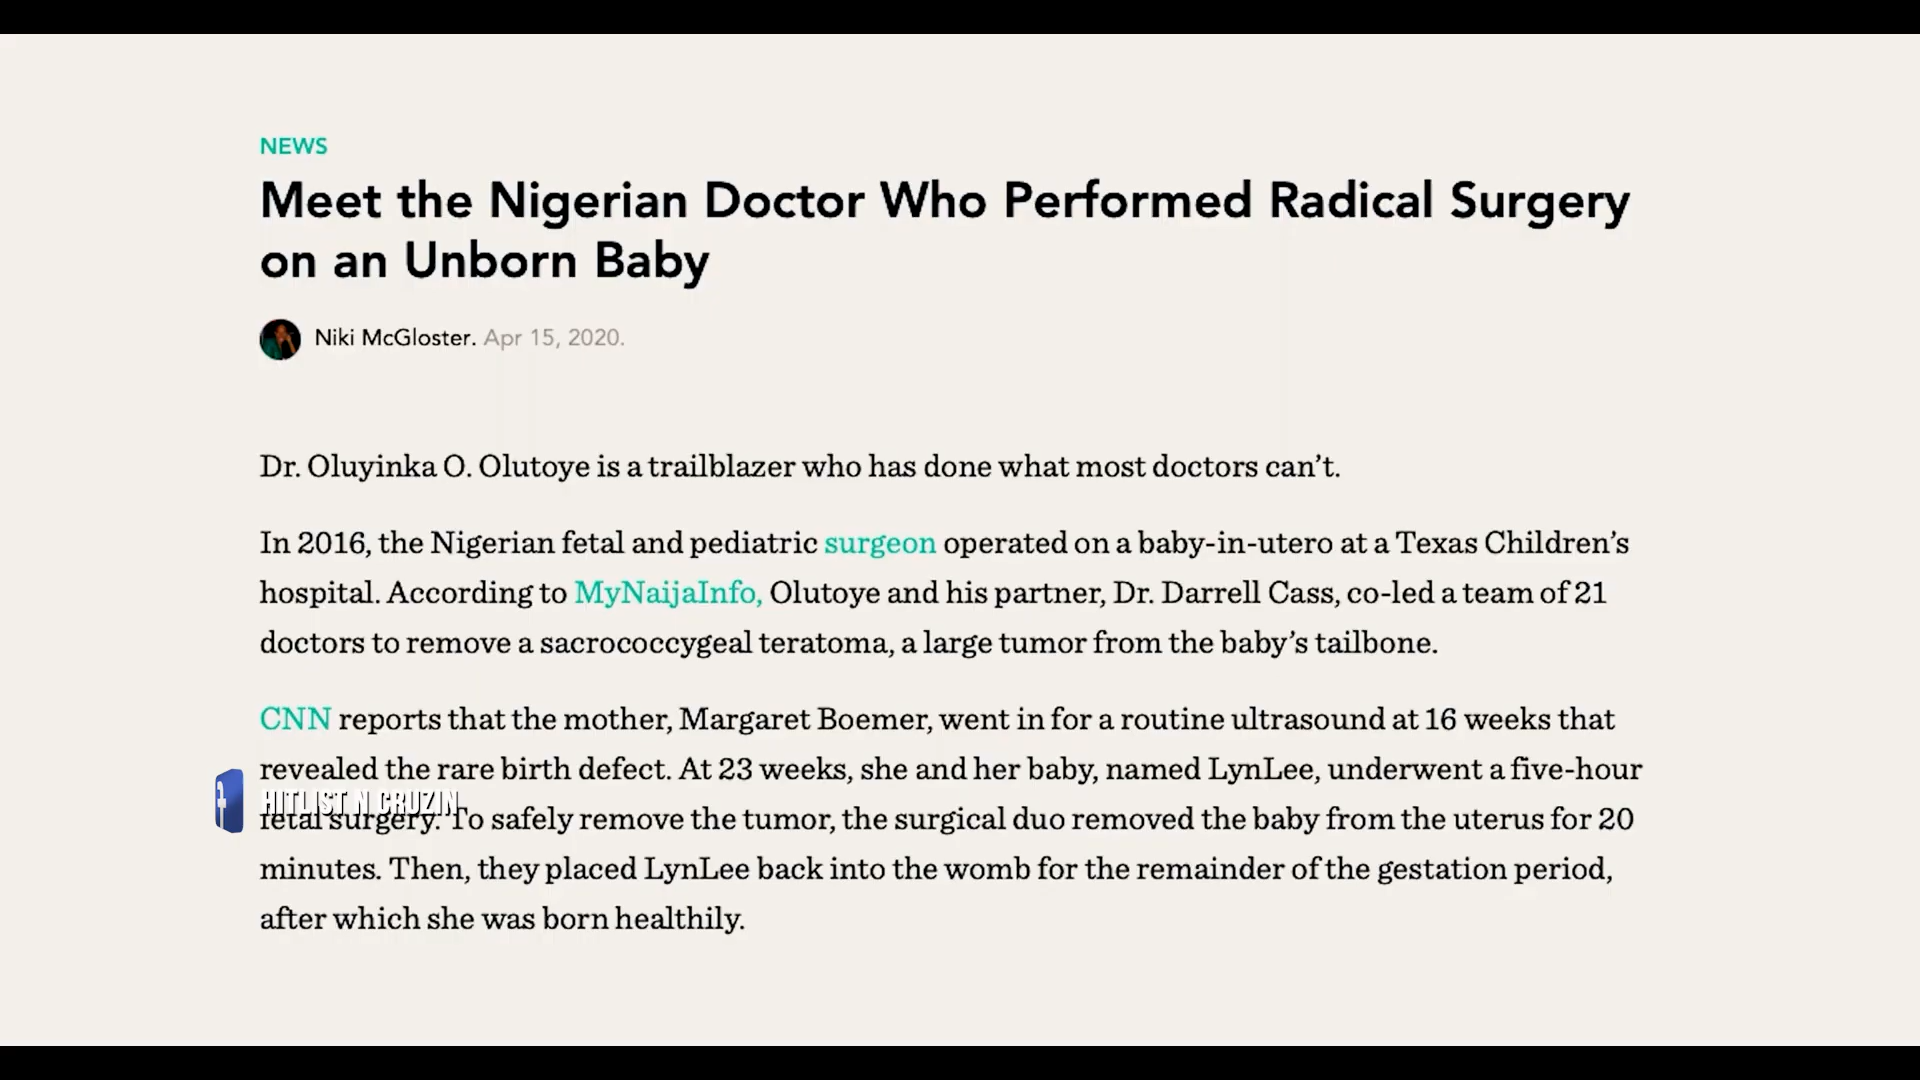 NEWS
Meet the Nigerian Doctor Who Performed Radical Surgery
on an Unborn Baby
Niki McGloster. Apr 15, 2020.
Dr. Oluyinka O. Olutoye is a trailblazer who has done what most doctors can’t.
In 2016, the Nigerian fetal and pediatric surgeon operated on a baby-in-utero at a Texas Children’s
hospital. According to MyNaijaInfo, Olutoye and his partner, Dr. Darrell Cass, co-led a team of 21
doctors to remove a sacrococcygeal teratoma, a large tumor from the baby’s tailbone.
CNN reports that the mother, Margaret Boemer, went in for a routine ultrasound at 16 weeks that
revealed the rare birth defect. At 23 weeks, she and her baby, named LynLee, underwent a five-hour
HITLIST N CRUZIN
fetal surgery. To safely remove the tumor, the surgical duo removed the baby from the uterus for 20
minutes. Then, they placed LynLee back into the womb for the remainder of the gestation period,
after which she was born healthily.